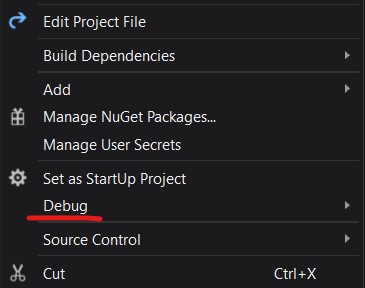 Edit Project File
Build Dependencies
Add
Manage NuGet Packages...
Manage User Secrets
Set as StartUp Project
Debug
Source Control
Cut Ctrl+X